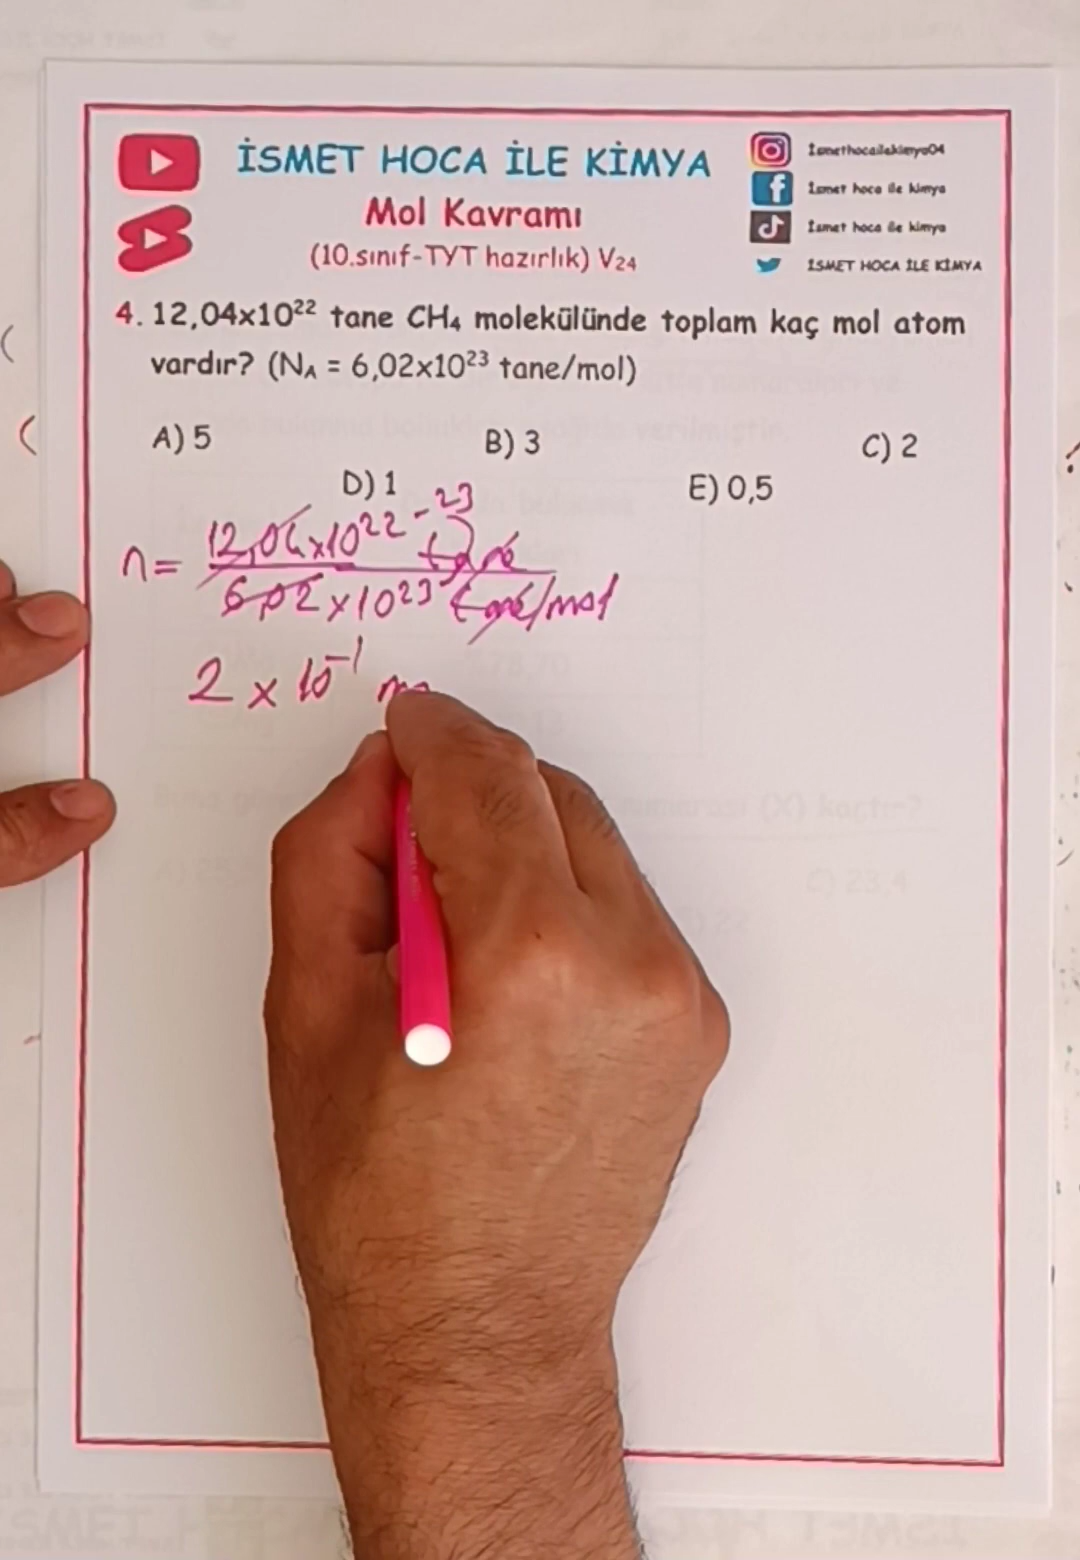 İSMET HOCA İLE KİMYA
Mol Kavramı
(10.sınıf-TYT hazırlık) V24
İsmethocailekimya04
İsmet hoca ile kimya
İsmet hoca ile kimya
İSMET HOCA İLE KİMYA
4. 12,04x10²² tane CH₄ molekülünde toplam kaç mol atom
vardır? (NA = 6,02x10²³ tane/mol)
A) 5
B) 3
C) 2
D) 1
E) 0,5
n = 12,04x10²²⁻²³ tane
6,02x10²³ tane/mol
2 x 10⁻¹